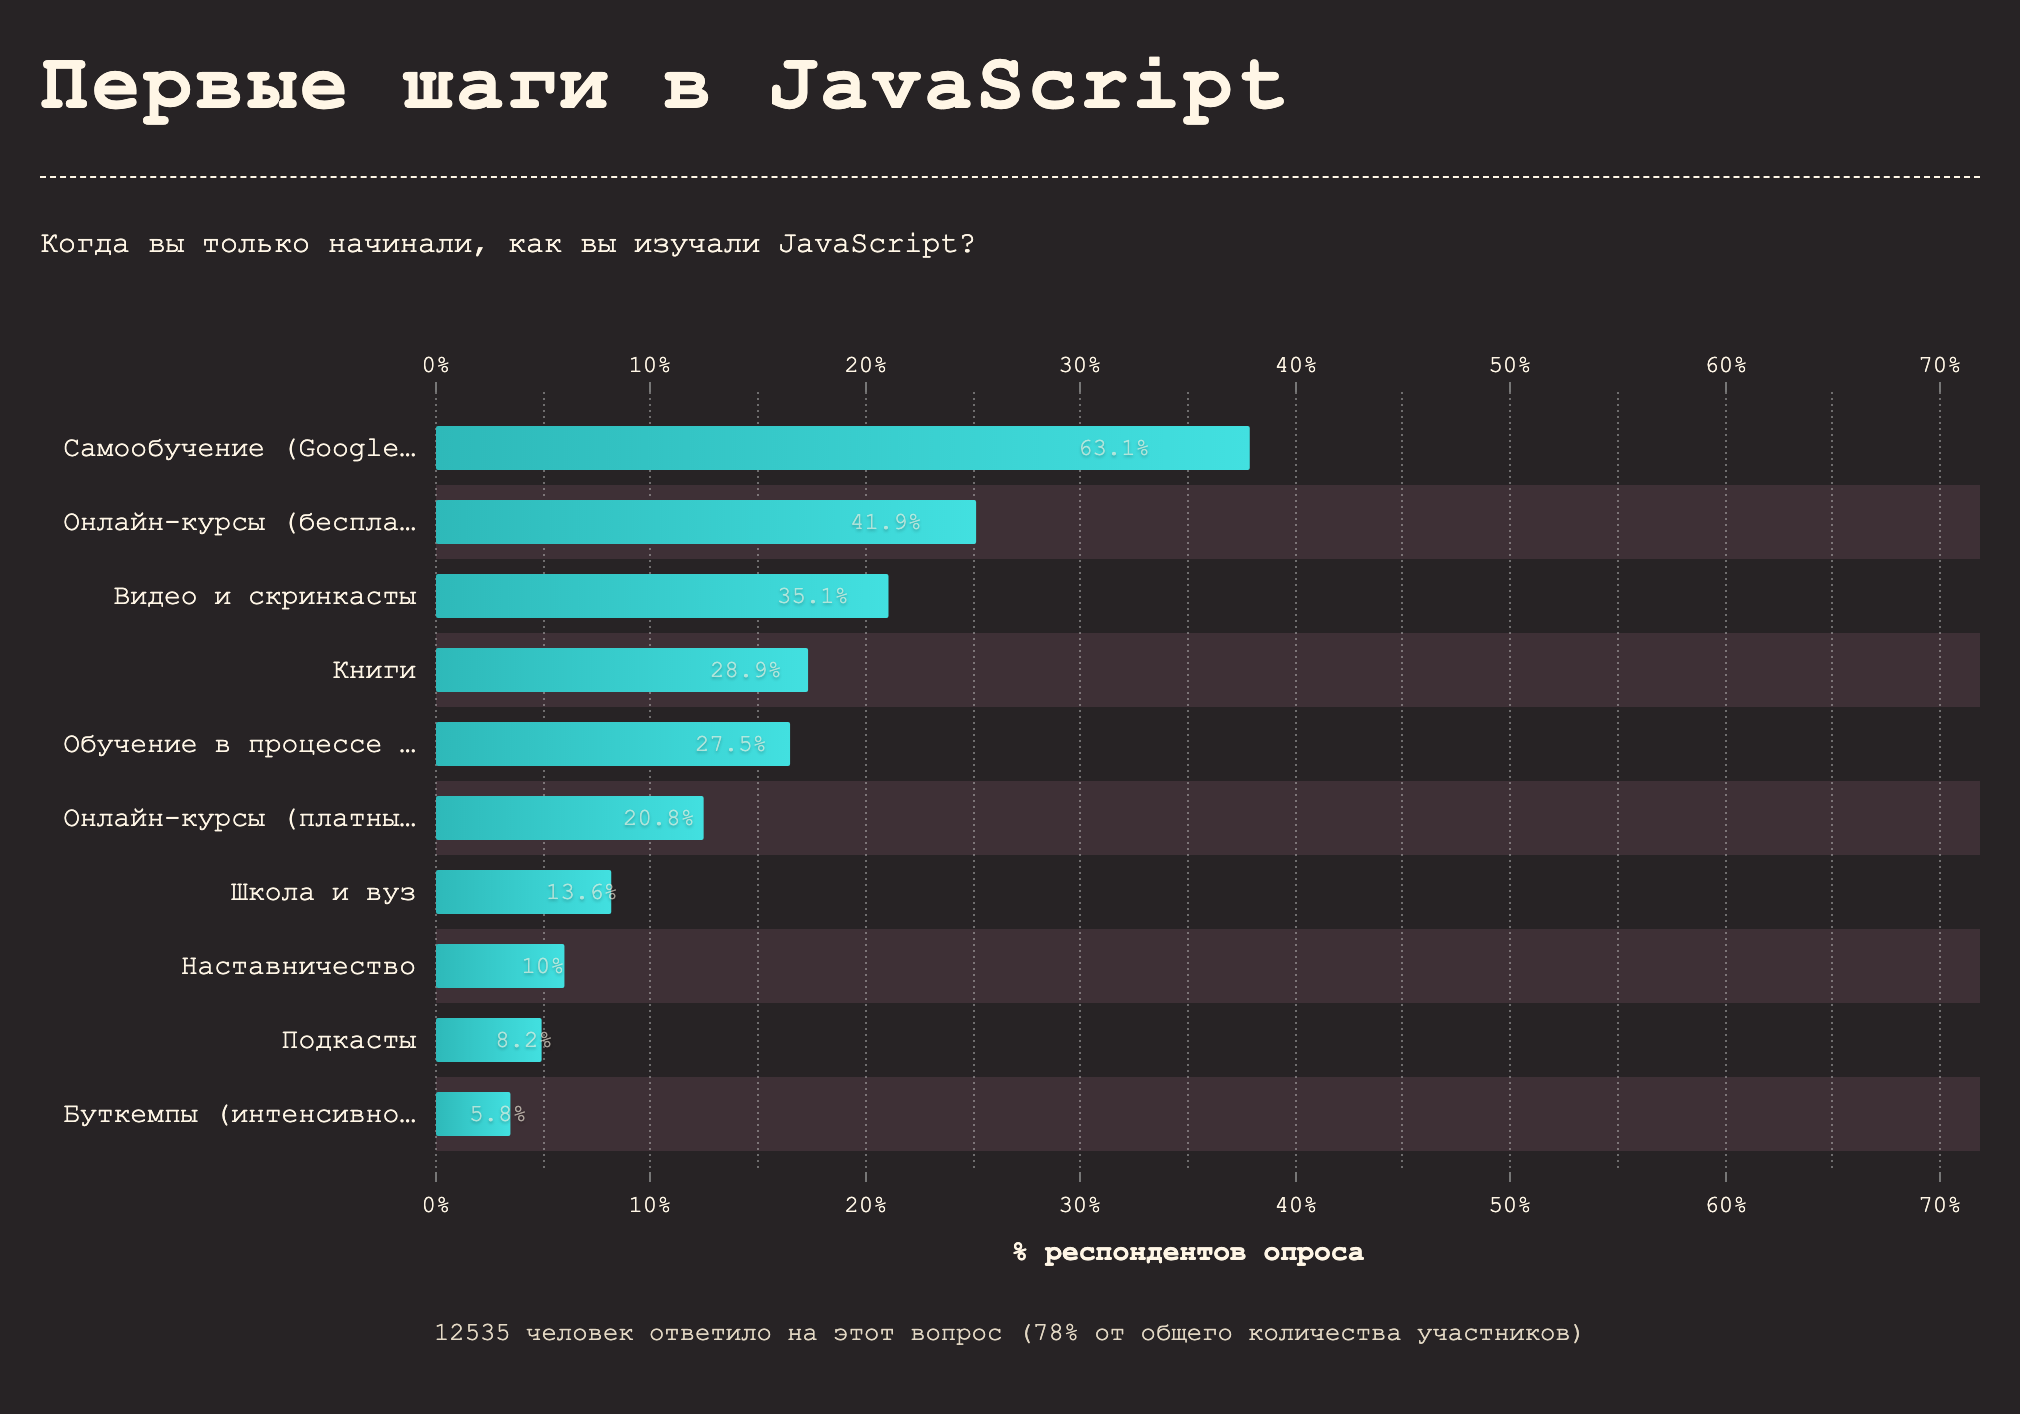 Первые шаги в JavaScript
Когда вы только начинали, как вы изучали JavaScript?
0% 10% 20% 30% 40% 50% 60% 70%
Самообучение (Google… 63.1%
Онлайн-курсы (беспла… 41.9%
Видео и скринкасты 35.1%
Книги 28.9%
Обучение в процессе … 27.5%
Онлайн-курсы (платны… 20.8%
Школа и вуз 13.6%
Наставничество 10%
Подкасты 8.2%
Буткемпы (интенсивно… 5.8%
0% 10% 20% 30% 40% 50% 60% 70%
% респондентов опроса
12535 человек ответило на этот вопрос (78% от общего количества участников)